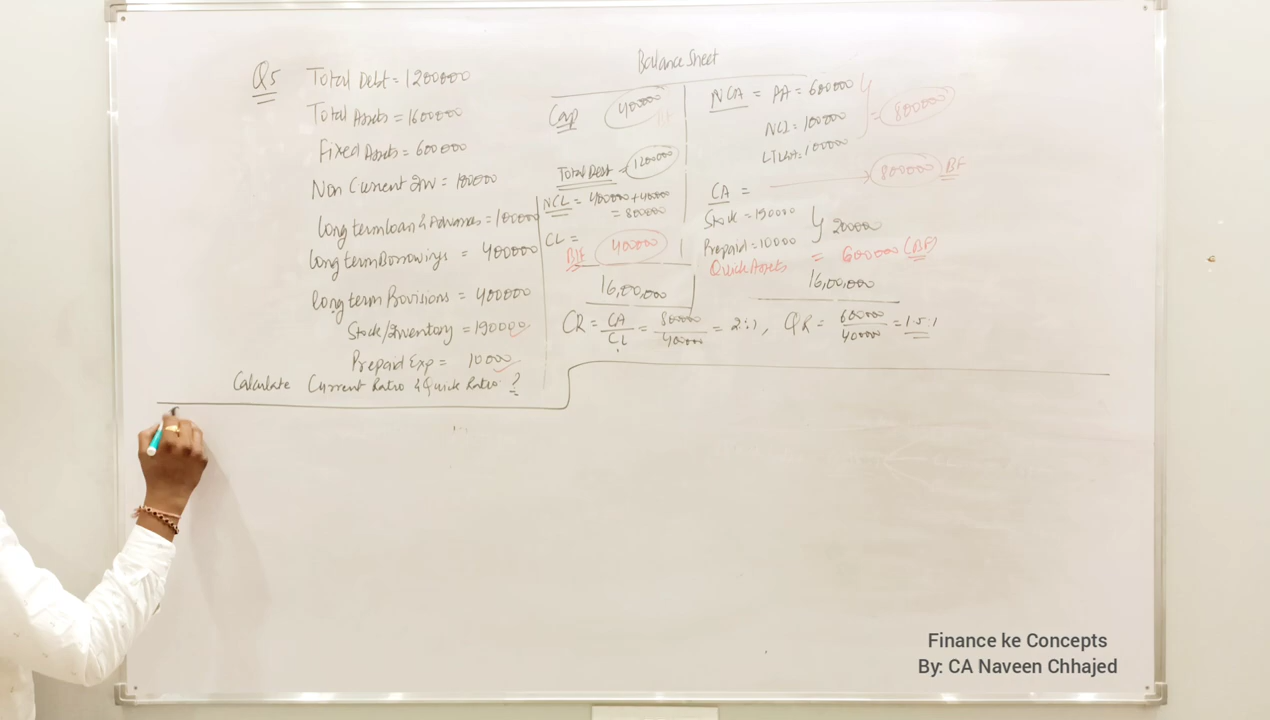 Q5 Total Debt = 1200000
Total Assets = 1600000
Fixed Assets = 600000
Non Current Inv = 100000
Long term Loan & Advances = 100000
Long term Borrowings = 400000
Long term Provisions = 400000
Stock/Inventory = 190000
Prepaid Exp = 10000
Calculate Current Ratio & Quick Ratio ?
Balance Sheet
Cap 400000
BF
Total Debt = 1200000
NCL = 400000 + 400000
= 800000
CL =
BF 400000
16,00,000
NCA = FA = 600000
NCI = 100000
LTL&A = 100000
= 800000
CA = 800000 BF
Stock = 190000
Prepaid = 10000
200000
Quick Assets = 600000 (BF)
16,00,000
CR = CA/CL = 800000/400000 = 2:1, QR = 600000/400000 = 1.5:1
Finance ke Concepts
By: CA Naveen Chhajed